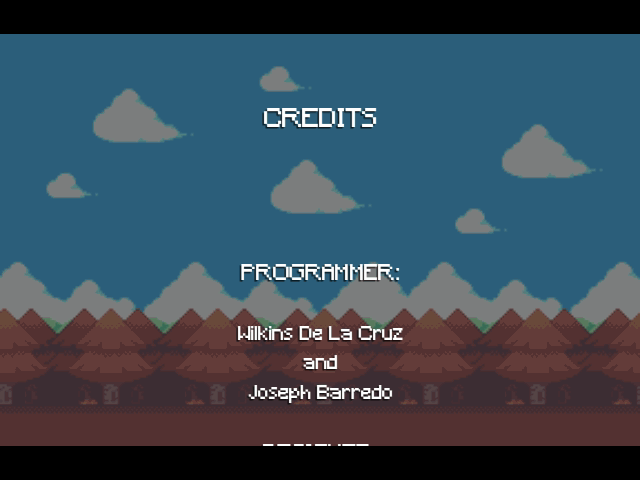 CREDITS
PROGRAMMER:
Wilkins De La Cruz
and
Joseph Barredo